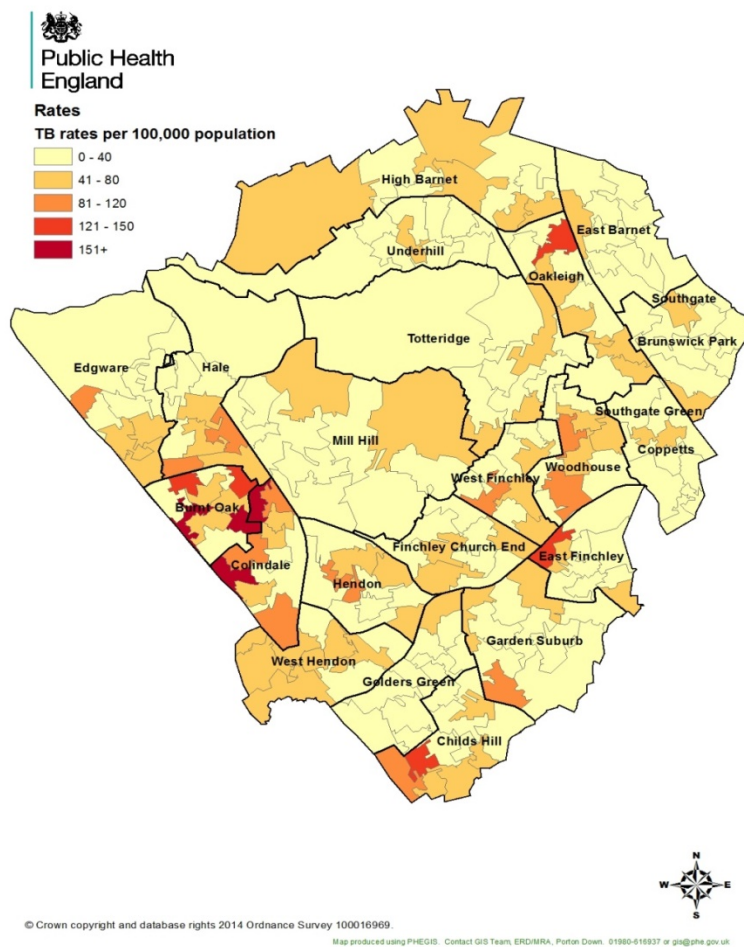 Public Health
England
Rates
TB rates per 100,000 population
0 - 40
41 - 80
81 - 120
121 - 150
151+
High Barnet
East Barnet
Underhill
Oakleigh
Southgate
Totteridge
Brunswick Park
Edgware
Hale
Southgate Green
Mill Hill
Coppetts
Woodhouse
West Finchley
Burnt Oak
Finchley Church End
East Finchley
Colindale
Hendon
Garden Suburb
West Hendon
Golders Green
Childs Hill
N
W E
S
© Crown copyright and database rights 2014 Ordnance Survey 100016969.
Map produced using PHEGIS. Contact GIS Team, ERD/MRA, Porton Down. 01980-616937 or gis@phe.gov.uk